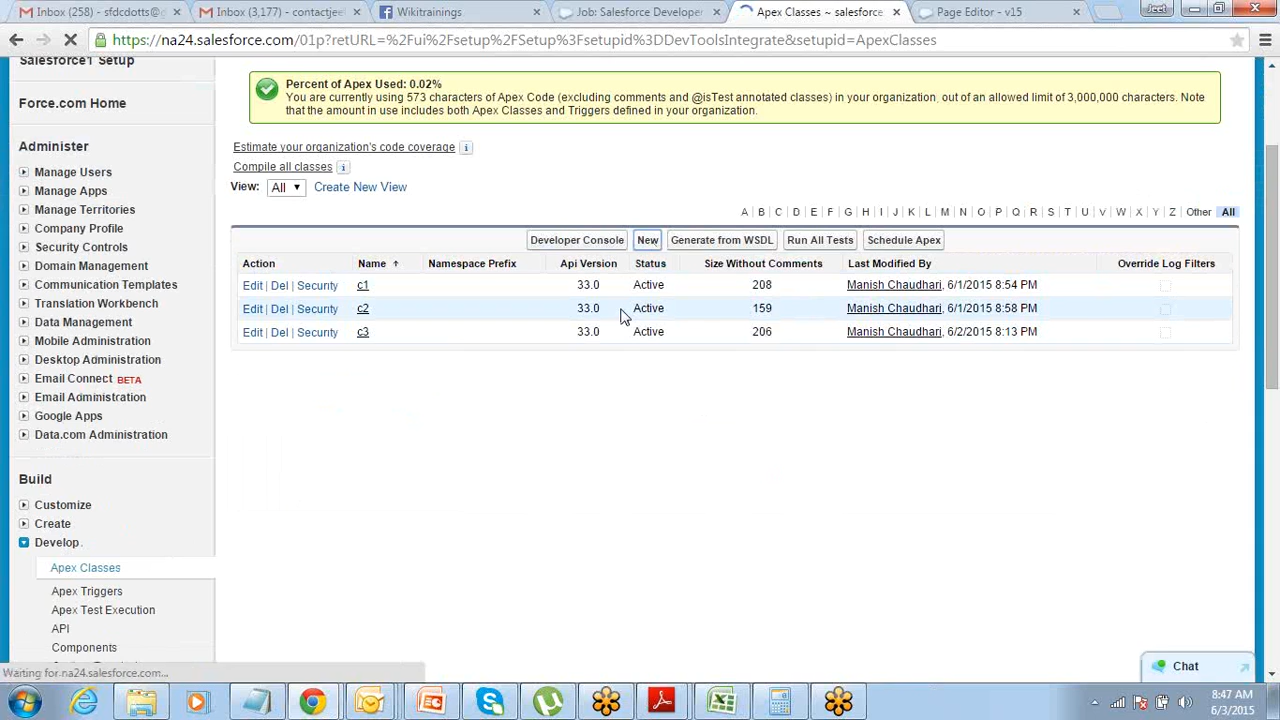 Inbox (258) - sfdcdotts@g
Inbox (3,177) - contactjee
Wikitrainings
Job: Salesforce Developer
Apex Classes ~ salesforce
Page Editor - v15
Jeet
https://na24.salesforce.com/01p?retURL=%2Fui%2Fsetup%2FSetup%3Fsetupid%3DDevToolsIntegrate&setupid=ApexClasses
Salesforce1 Setup
Force.com Home
Administer
Manage Users
Manage Apps
Manage Territories
Company Profile
Security Controls
Domain Management
Communication Templates
Translation Workbench
Data Management
Mobile Administration
Desktop Administration
Email Connect BETA
Email Administration
Google Apps
Data.com Administration
Build
Customize
Create
Develop
Apex Classes
Apex Triggers
Apex Test Execution
API
Components
Percent of Apex Used: 0.02%
You are currently using 573 characters of Apex Code (excluding comments and @isTest annotated classes) in your organization, out of an allowed limit of 3,000,000 characters. Note
that the amount in use includes both Apex Classes and Triggers defined in your organization.
Estimate your organization's code coverage i
Compile all classes i
View: All Create New View
A | B | C | D | E | F | G | H | I | J | K | L | M | N | O | P | Q | R | S | T | U | V | W | X | Y | Z | Other All
Developer Console New Generate from WSDL Run All Tests Schedule Apex
Action Name Namespace Prefix Api Version Status Size Without Comments Last Modified By Override Log Filters
Edit | Del | Security c1 33.0 Active 208 Manish Chaudhari, 6/1/2015 8:54 PM
Edit | Del | Security c2 33.0 Active 159 Manish Chaudhari, 6/1/2015 8:58 PM
Edit | Del | Security c3 33.0 Active 206 Manish Chaudhari, 6/2/2015 8:13 PM
Chat
Waiting for na24.salesforce.com...
8:47 AM
6/3/2015